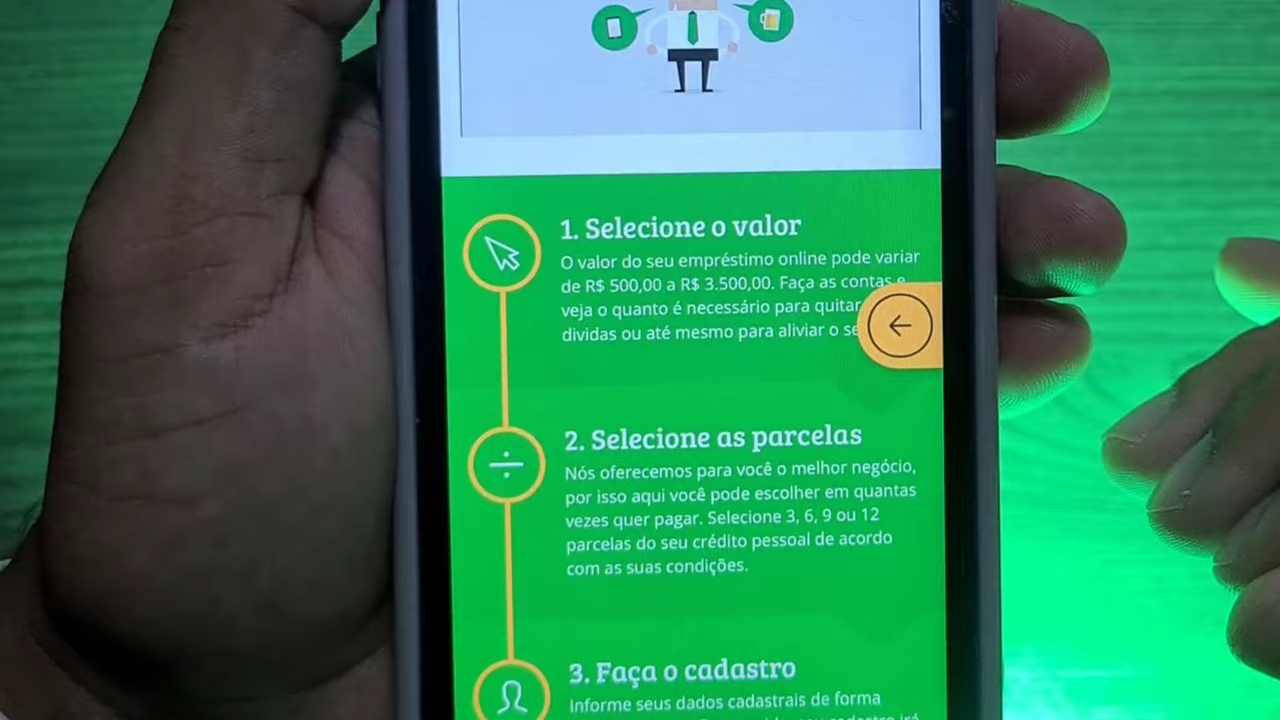 1. Selecione o valor
O valor do seu empréstimo online pode variar
de R$ 500,00 a R$ 3.500,00. Faça as contas e
veja o quanto é necessário para quitar
dividas ou até mesmo para aliviar o
2. Selecione as parcelas
Nós oferecemos para você o melhor negócio,
por isso aqui você pode escolher em quantas
vezes quer pagar. Selecione 3, 6, 9 ou 12
parcelas do seu crédito pessoal de acordo
com as suas condições.
3. Faça o cadastro
Informe seus dados cadastrais de forma